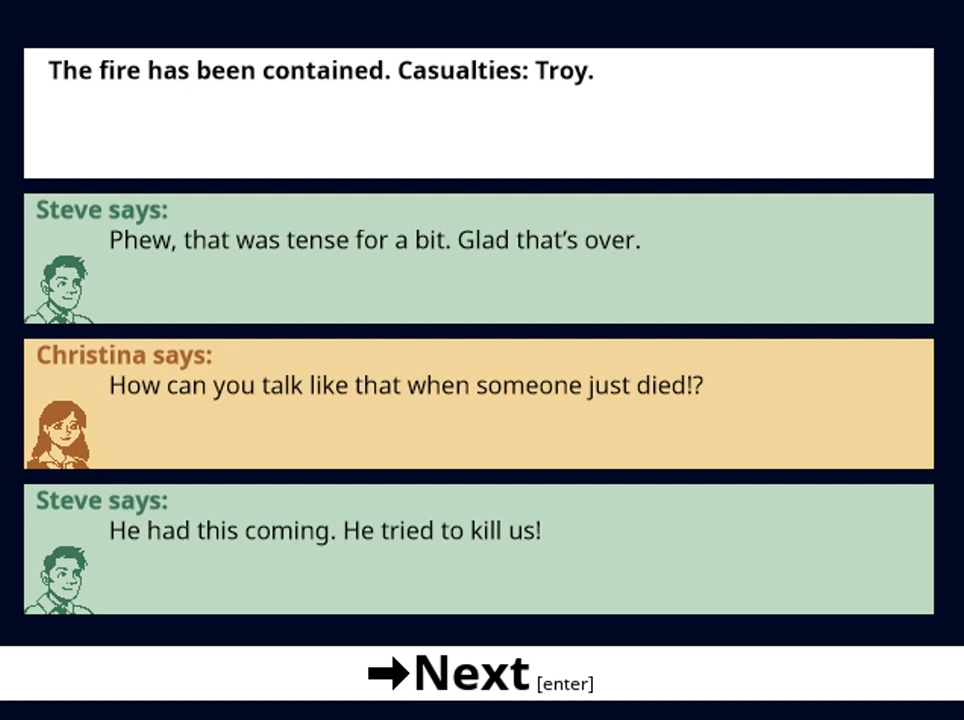 The fire has been contained. Casualties: Troy.
Steve says:
Phew, that was tense for a bit. Glad that’s over.
Christina says:
How can you talk like that when someone just died!?
Steve says:
He had this coming. He tried to kill us!
➡Next [enter]